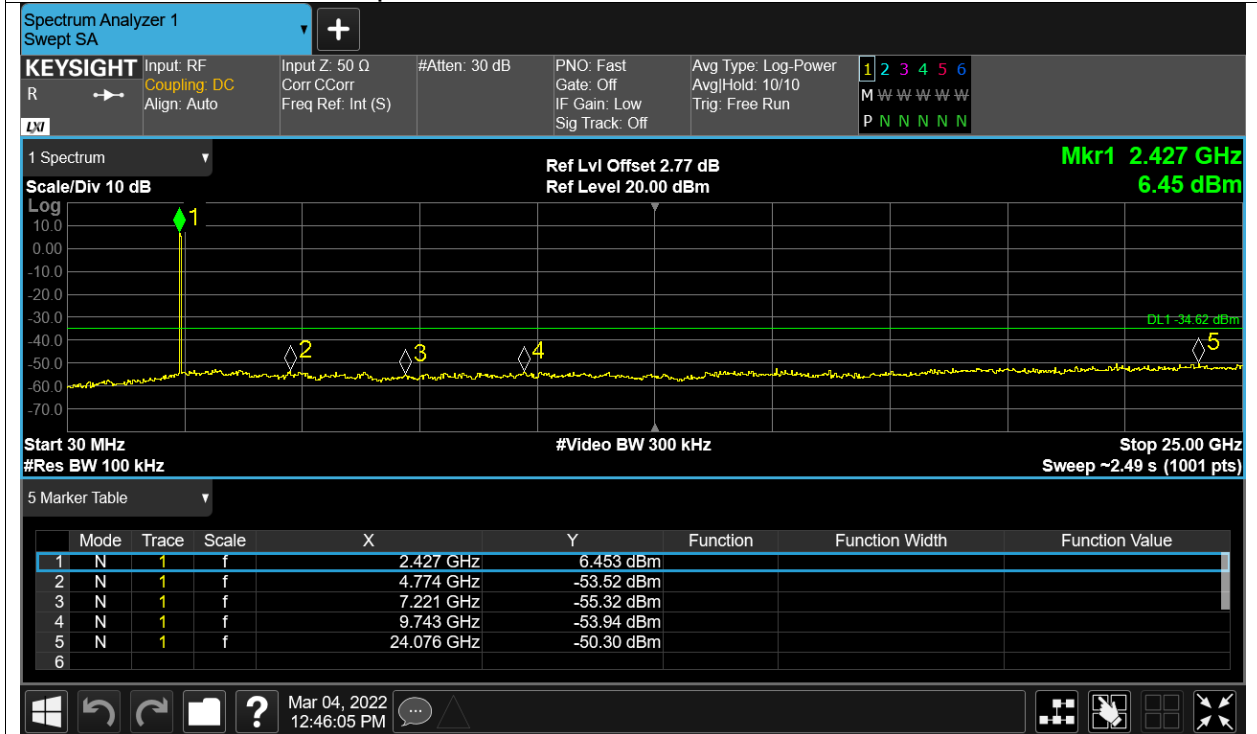 Spectrum Analyzer 1
Swept SA
+
KEYSIGHT Input: RF Input Z: 50 Ω #Atten: 30 dB PNO: Fast Avg Type: Log-Power 1 2 3 4 5 6
R Coupling: DC Corr CCorr Gate: Off Avg|Hold: 10/10 M W W W W W
Align: Auto Freq Ref: Int (S) IF Gain: Low Trig: Free Run
LXI Sig Track: Off P N N N N N
1 Spectrum Ref Lvl Offset 2.77 dB Mkr1 2.427 GHz
Scale/Div 10 dB Ref Level 20.00 dBm 6.45 dBm
Log
1
10.0
0.00
-10.0
-20.0
-30.0 DL1 -34.62 dBm
-40.0
2 3 4 5
-50.0
-60.0
-70.0
Start 30 MHz #Video BW 300 kHz Stop 25.00 GHz
#Res BW 100 kHz Sweep ~2.49 s (1001 pts)
5 Marker Table
Mode Trace Scale X Y Function Function Width Function Value
1 N 1 f 2.427 GHz 6.453 dBm
2 N 1 f 4.774 GHz -53.52 dBm
3 N 1 f 7.221 GHz -55.32 dBm
4 N 1 f 9.743 GHz -53.94 dBm
5 N 1 f 24.076 GHz -50.30 dBm
6
? Mar 04, 2022
12:46:05 PM